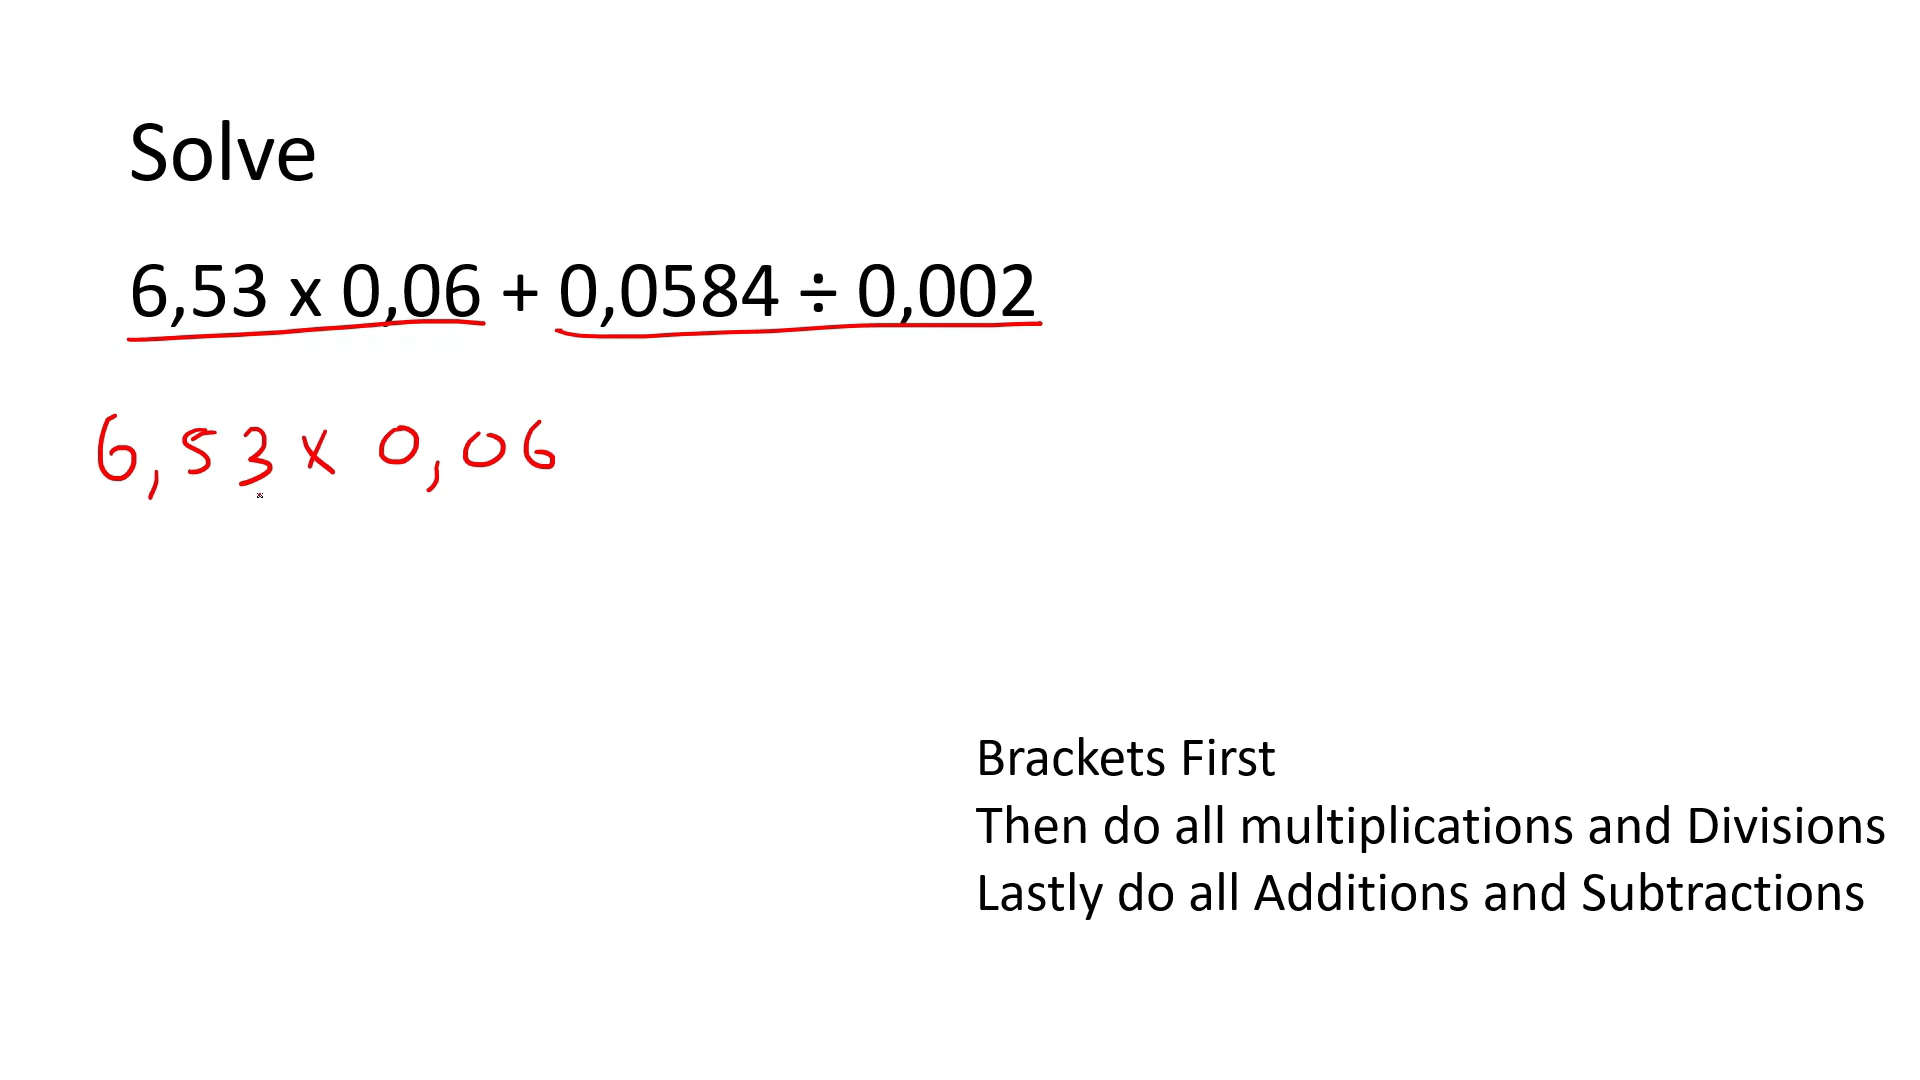 Solve
6,53 x 0,06 + 0,0584 ÷ 0,002
6,53 x 0,06
Brackets First
Then do all multiplications and Divisions
Lastly do all Additions and Subtractions